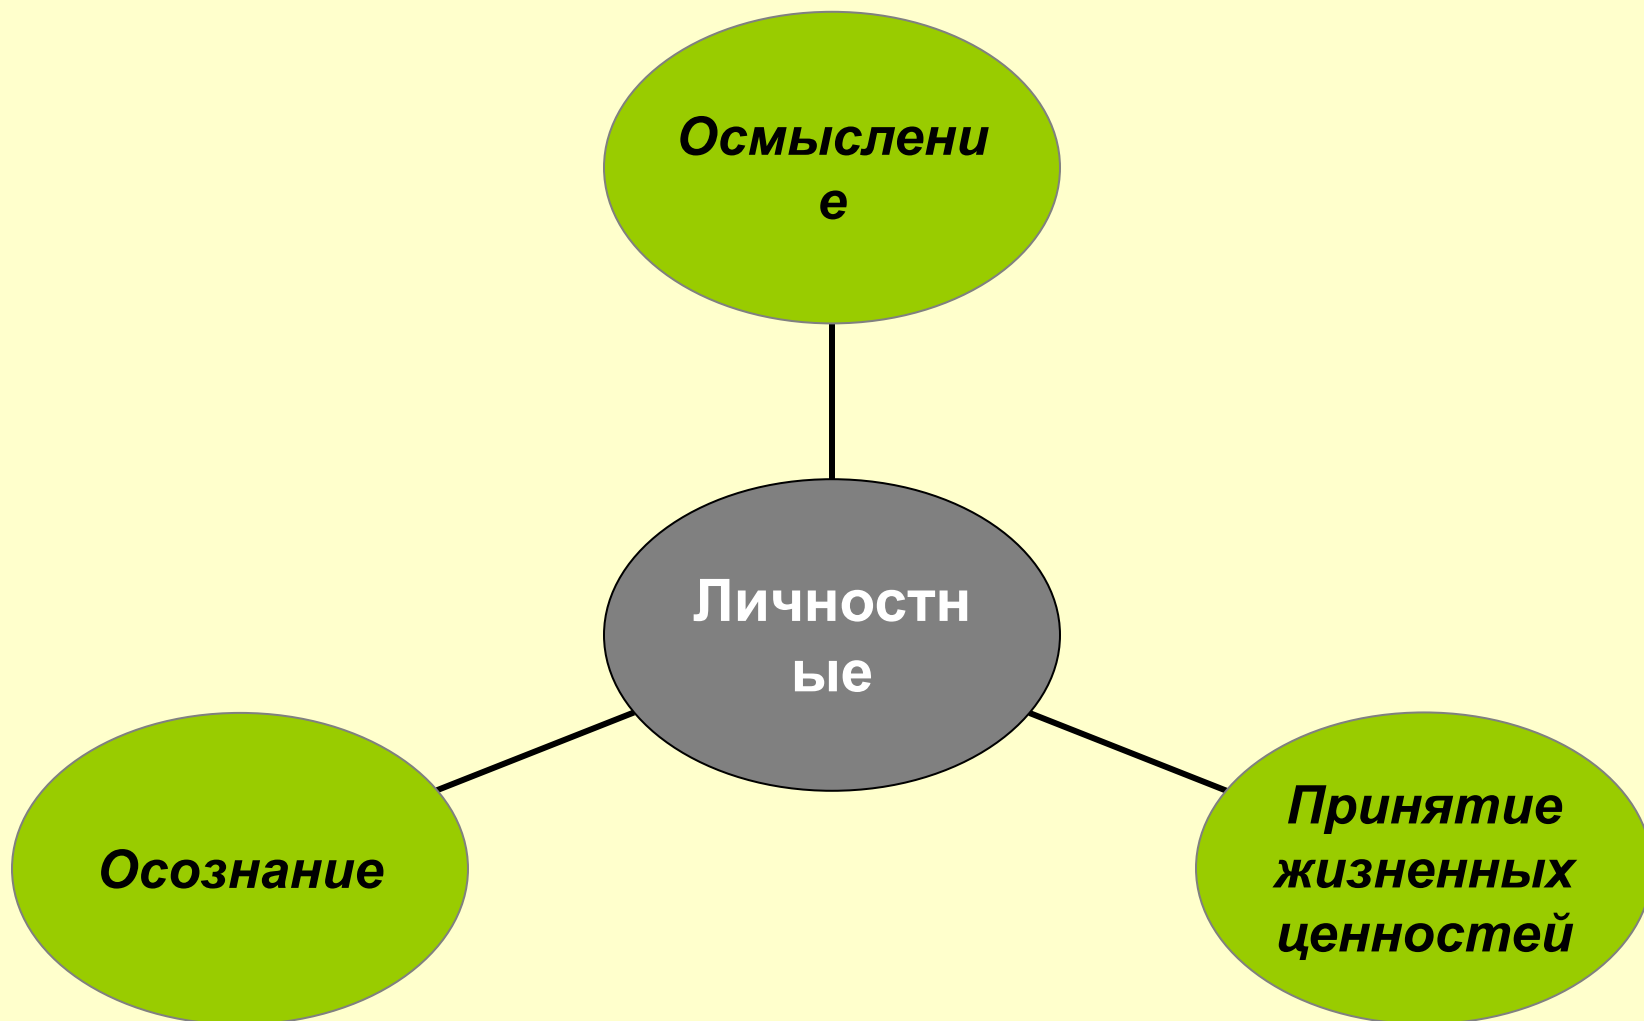 Осмыслени
е
Личностн
ые
Осознание
Принятие
жизненных
ценностей